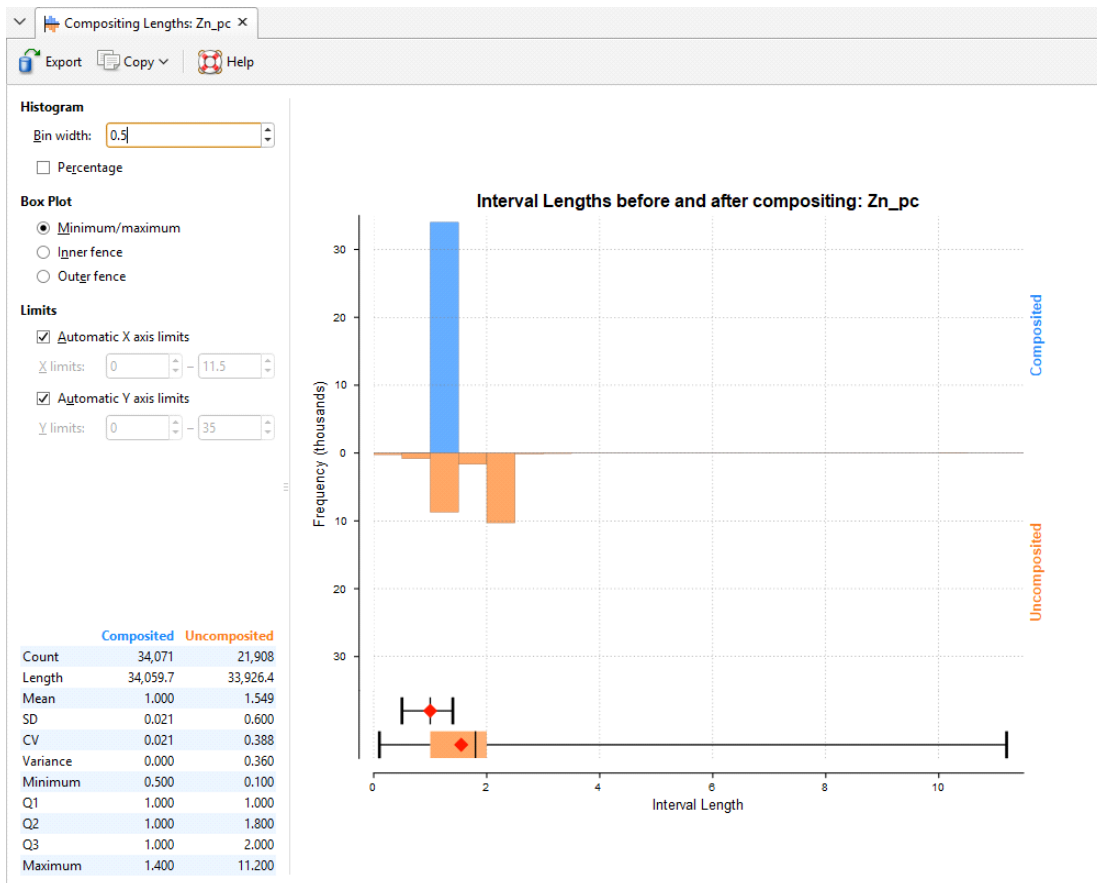 Compositing Lengths: Zn_pc ×
Export Copy Help
Histogram
Bin width: 0.5
Percentage
Box Plot
Minimum/maximum
Inner fence
Outer fence
Limits
Automatic X axis limits
X limits: 0 – 11.5
Automatic Y axis limits
Y limits: 0 – 35
Composited Uncomposited
Count 34,071 21,908
Length 34,059.7 33,926.4
Mean 1.000 1.549
SD 0.021 0.600
CV 0.021 0.388
Variance 0.000 0.360
Minimum 0.500 0.100
Q1 1.000 1.000
Q2 1.000 1.800
Q3 1.000 2.000
Maximum 1.400 11.200
Interval Lengths before and after compositing: Zn_pc
Frequency (thousands)
30
20
10
0
10
20
30
Composited
Uncomposited
0 2 4 6 8 10
Interval Length